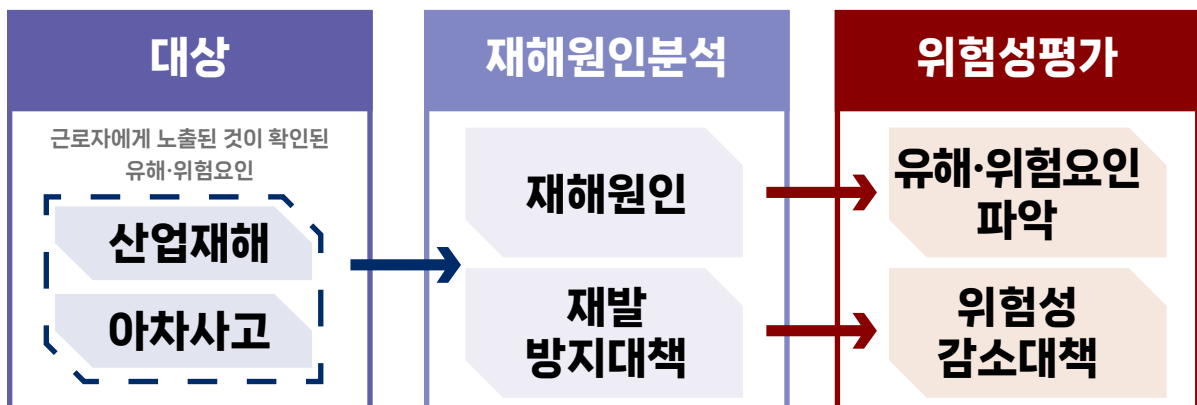 대상
근로자에게 노출된 것이 확인된
유해·위험요인
산업재해
아차사고
재해원인분석
재해원인
재발
방지대책
위험성평가
유해·위험요인
파악
위험성
감소대책